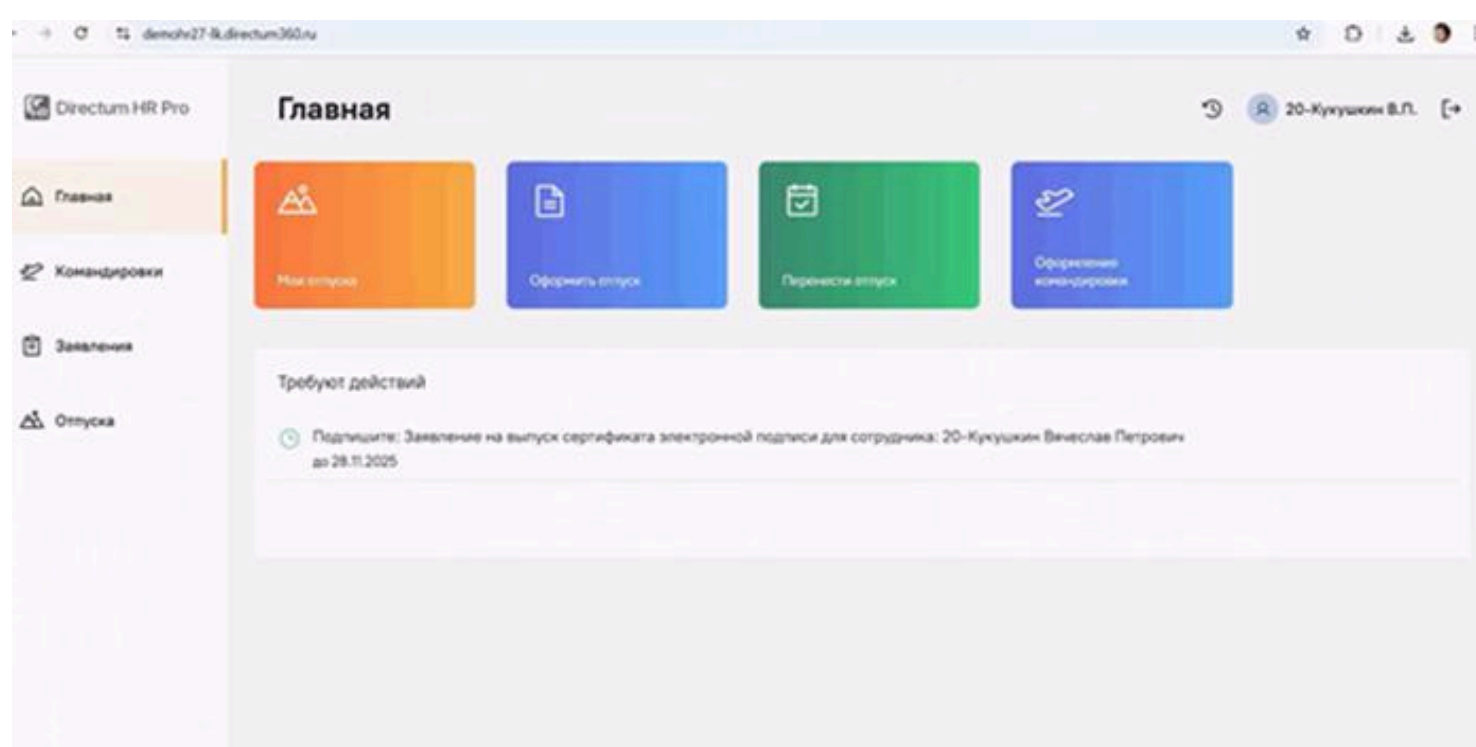 demohr27-lk.directum360.ru
Directum HR Pro
Главная
20-Кукушкин В.П.
Главная
Командировки
Заявления
Отпуска
Мои отпуска
Оформить отпуск
Перенести отпуск
Оформление
командировки
Требуют действий
Подпишите: Заявление на выпуск сертификата электронной подписи для сотрудника: 20-Кукушкин Вячеслав Петрович
до 28.11.2025